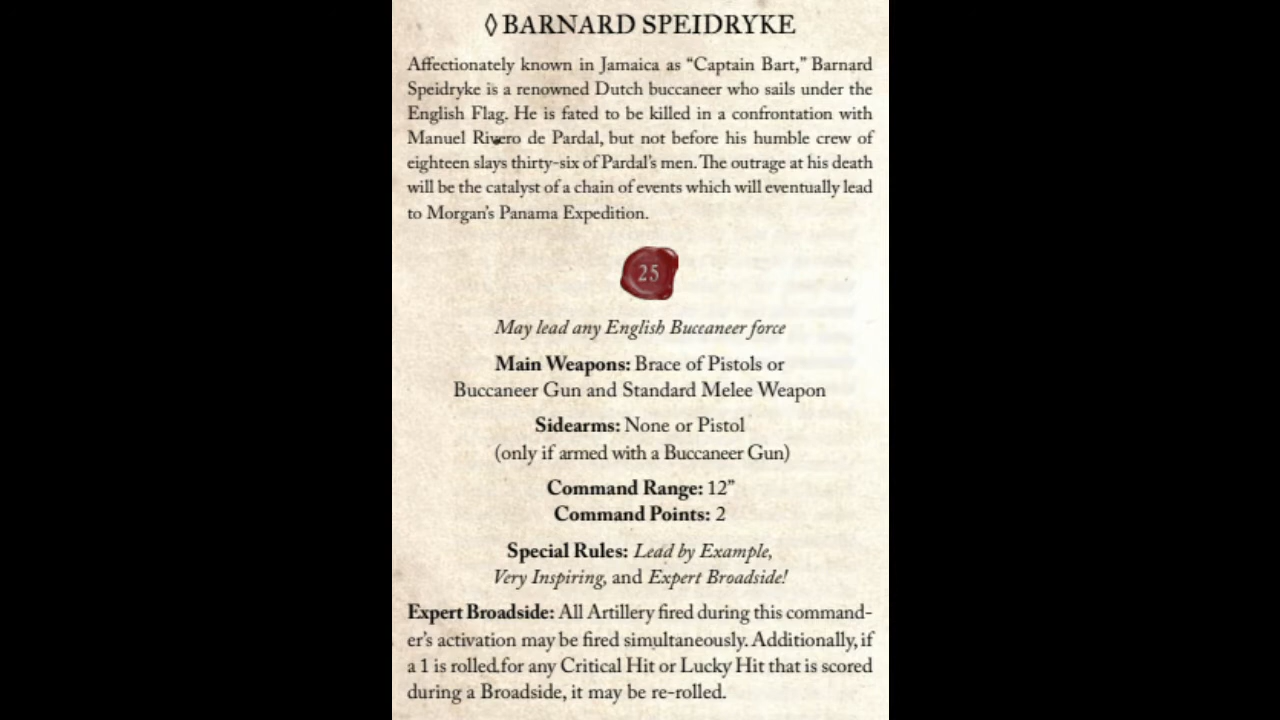 ◊ BARNARD SPEIDRYKE
Affectionately known in Jamaica as “Captain Bart,” Barnard
Speidryke is a renowned Dutch buccaneer who sails under the
English Flag. He is fated to be killed in a confrontation with
Manuel Rivero de Pardal, but not before his humble crew of
eighteen slays thirty-six of Pardal’s men. The outrage at his death
will be the catalyst of a chain of events which will eventually lead
to Morgan’s Panama Expedition.
25
May lead any English Buccaneer force
Main Weapons: Brace of Pistols or
Buccaneer Gun and Standard Melee Weapon
Sidearms: None or Pistol
(only if armed with a Buccaneer Gun)
Command Range: 12”
Command Points: 2
Special Rules: Lead by Example,
Very Inspiring, and Expert Broadside!
Expert Broadside: All Artillery fired during this command-
er’s activation may be fired simultaneously. Additionally, if
a 1 is rolled for any Critical Hit or Lucky Hit that is scored
during a Broadside, it may be re-rolled.